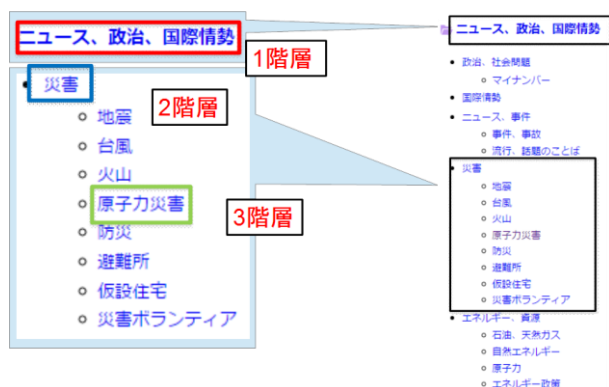 ニュース、政治、国際情勢
1階層
災害
2階層
地震
台風
火山
原子力災害
3階層
防災
避難所
仮設住宅
災害ボランティア
ニュース、政治、国際情勢
政治、社会問題
マイナンバー
国際情勢
ニュース、事件
事件、事故
流行、話題のことば
災害
地震
台風
火山
原子力災害
防災
避難所
仮設住宅
災害ボランティア
エネルギー、資源
石油、天然ガス
自然エネルギー
原子力
エネルギー政策